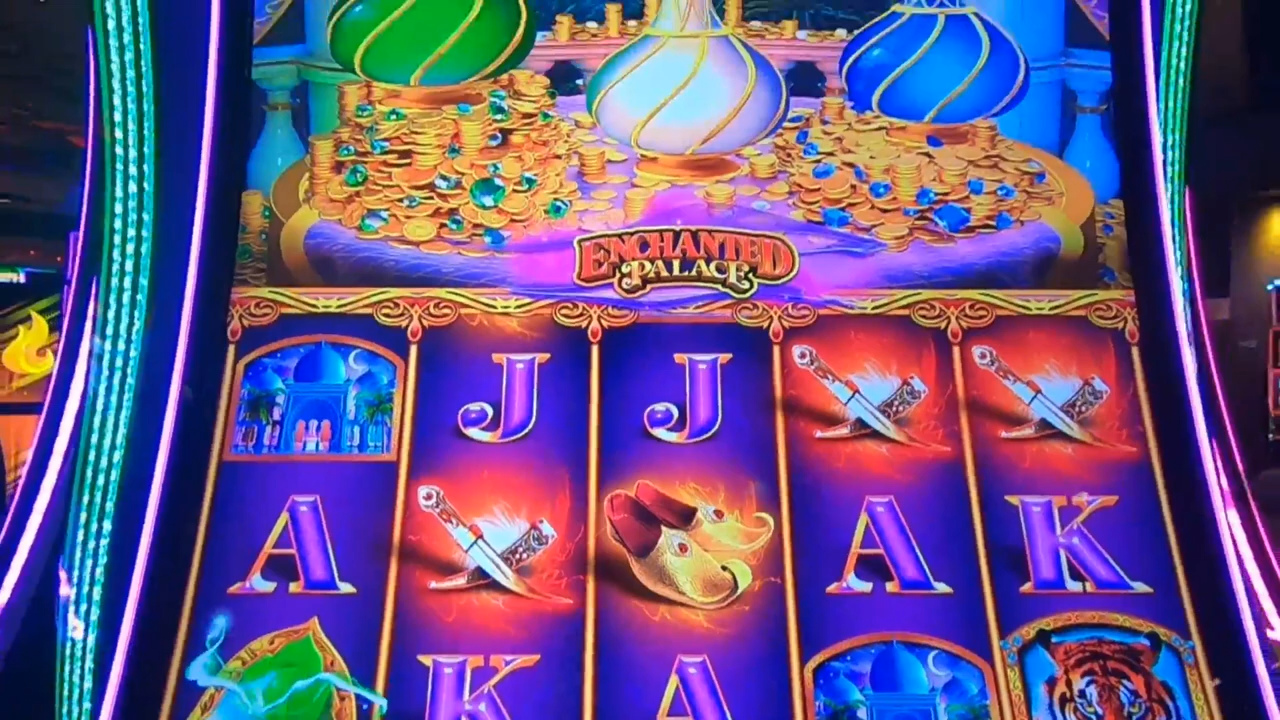 ENCHANTED
PALACE
J J
A A K
K A